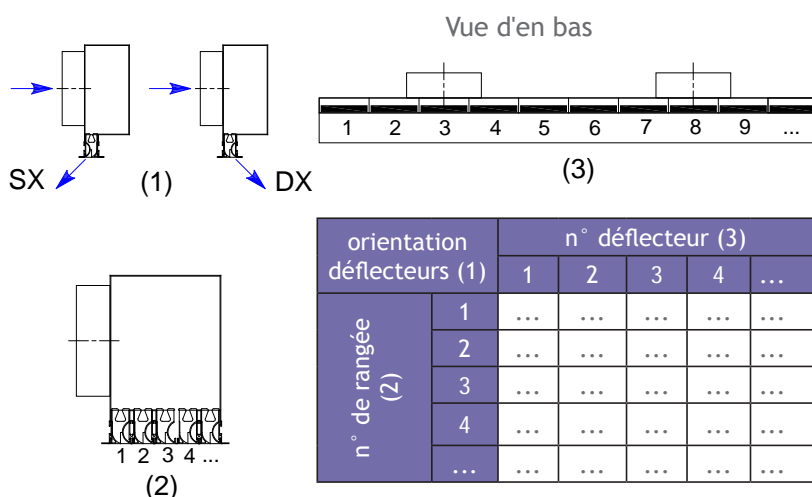 Vue d'en bas
SX
(1)
DX
1 2 3 4 5 6 7 8 9 ...
(3)
1 2 3 4 ...
(2)
orientation
déflecteurs (1)
n° déflecteur (3)
1 2 3 4 ...
n° de rangée
(2)
1 ... ... ... ... ...
2 ... ... ... ... ...
3 ... ... ... ... ...
4 ... ... ... ... ...
... ... ... ... ... ...